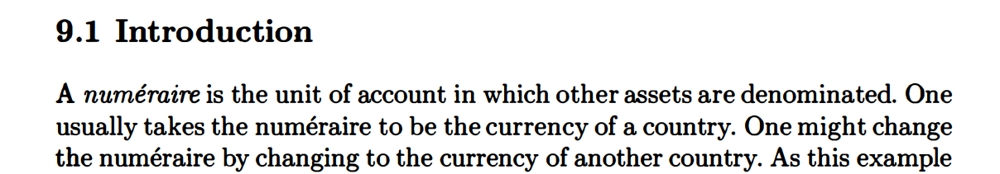 9.1 Introduction
A numéraire is the unit of account in which other assets are denominated. One
usually takes the numéraire to be the currency of a country. One might change
the numéraire by changing to the currency of another country. As this example